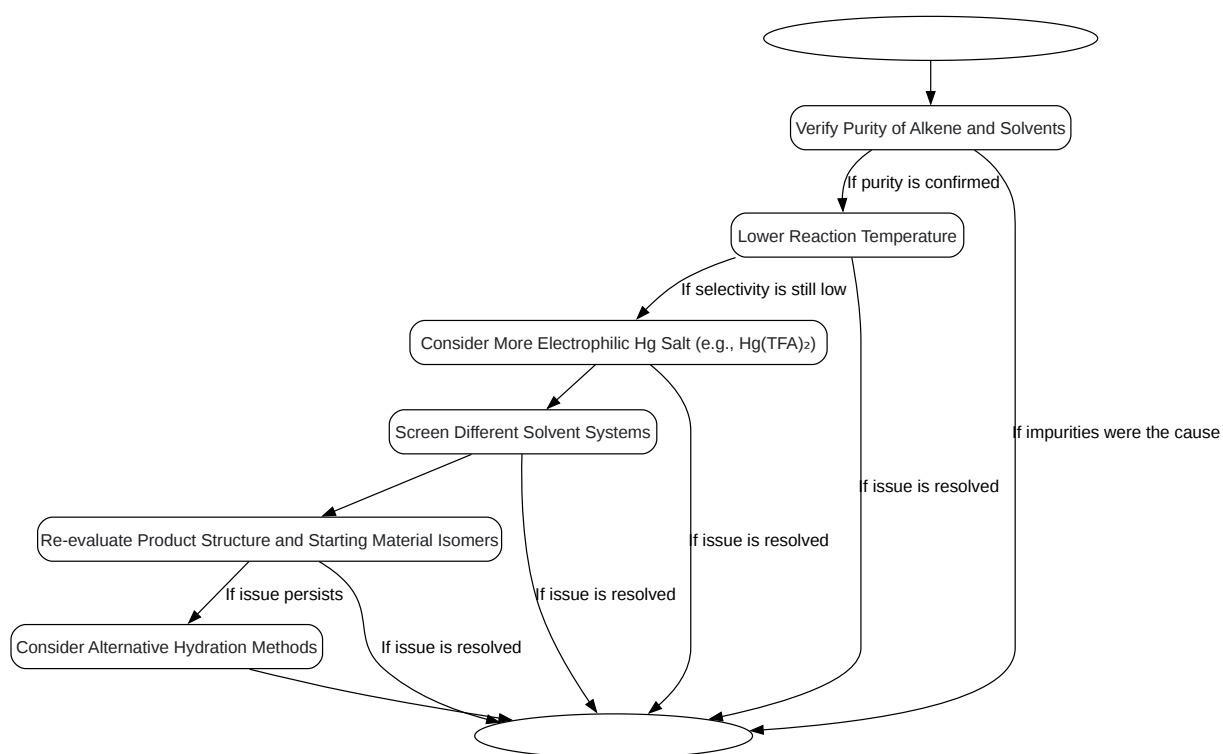 Verify Purity of Alkene and Solvents
If purity is confirmed
Lower Reaction Temperature
If selectivity is still low
Consider More Electrophilic Hg Salt (e.g., Hg(TFA)₂)
Screen Different Solvent Systems
If impurities were the cause
If issue is resolved
Re-evaluate Product Structure and Starting Material Isomers
If issue is resolved
If issue persists
If issue is resolved
Consider Alternative Hydration Methods
If issue is resolved